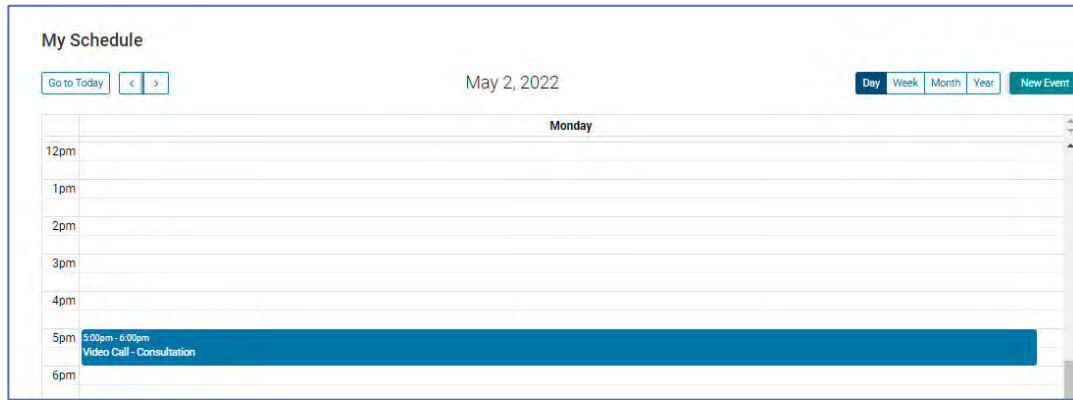 My Schedule
Go to Today < > May 2, 2022 Day Week Month Year New Event
Monday
12pm
1pm
2pm
3pm
4pm
5pm 5:00pm - 6:00pm
Video Call - Consultation
6pm